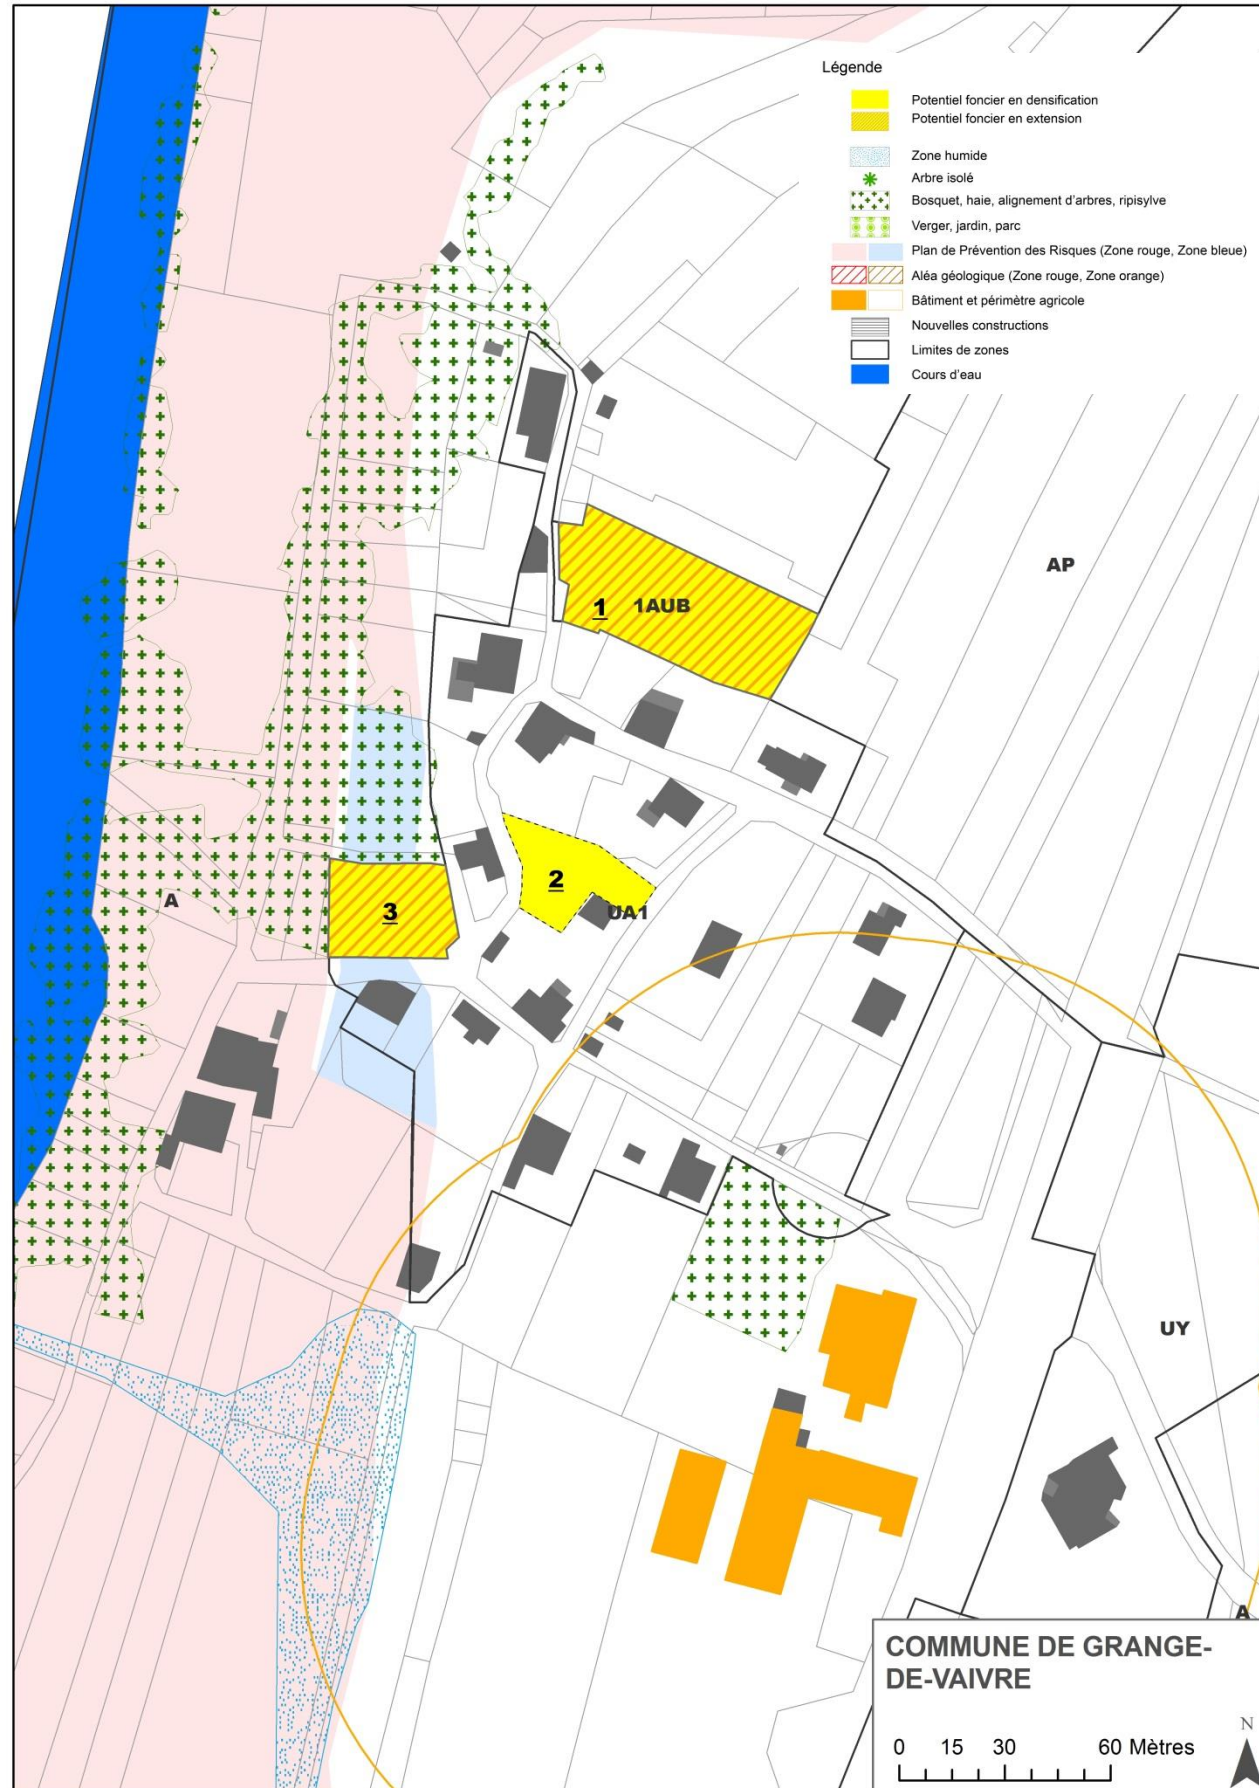 Légende
Potentiel foncier en densification
Potentiel foncier en extension
Zone humide
Arbre isolé
Bosquet, haie, alignement d'arbres, ripisylve
Verger, jardin, parc
Plan de Prévention des Risques (Zone rouge, Zone bleue)
Aléa géologique (Zone rouge, Zone orange)
Bâtiment et périmètre agricole
Nouvelles constructions
Limites de zones
Cours d'eau
AP
1 1AUB
2
UA1
3
A
UY
A
COMMUNE DE GRANGE-
DE-VAIVRE
N
0 15 30 60 Mètres